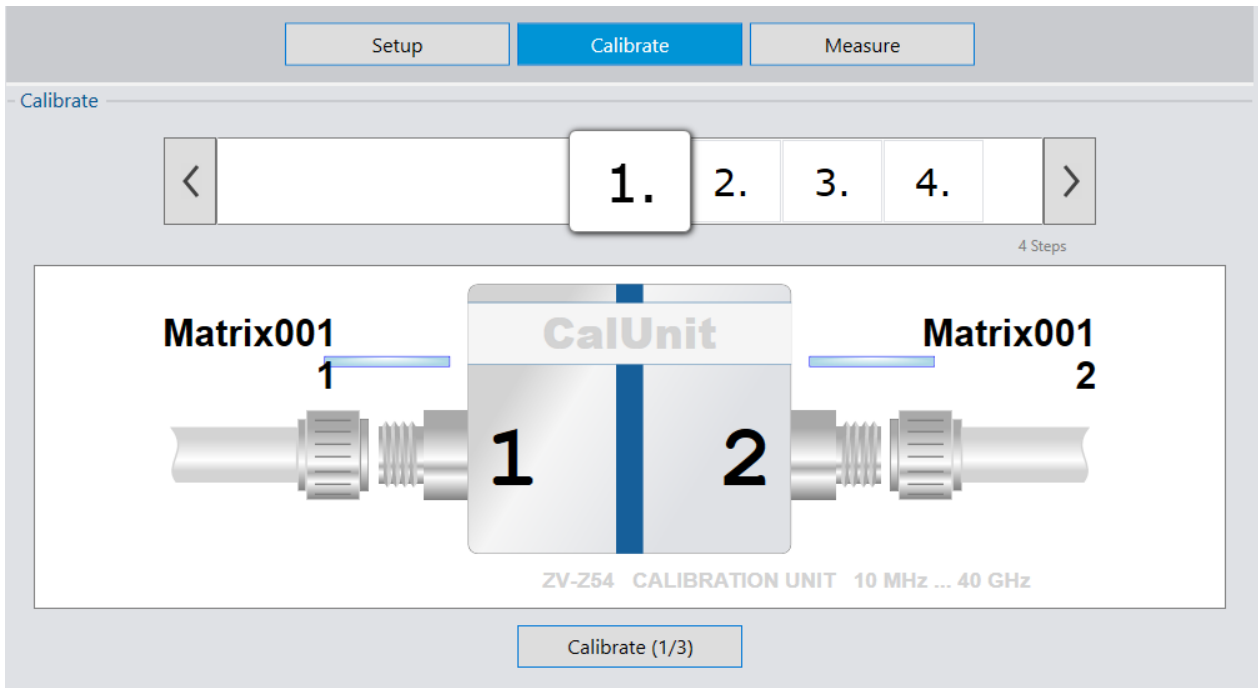 Setup Calibrate Measure
Calibrate
1. 2. 3. 4.
4 Steps
CalUnit
Matrix001
1
Matrix001
2
1 2
ZV-Z54 CALIBRATION UNIT 10 MHz ... 40 GHz
Calibrate (1/3)